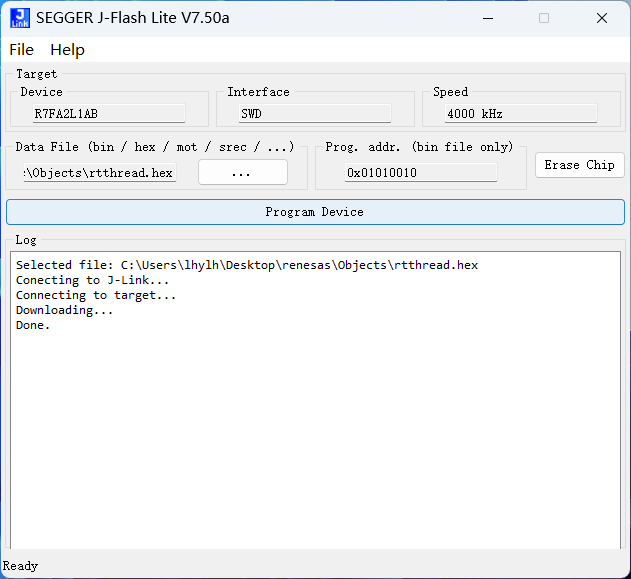 J Link SEGGER J-Flash Lite V7.50a
File Help
Target
Device Interface Speed
R7FA2L1AB SWD 4000 kHz
Data File (bin / hex / mot / srec / ...) Prog. addr. (bin file only)
:\Objects\rtthread.hex ... 0x01010010 Erase Chip
Program Device
Log
Selected file: C:\Users\lhylh\Desktop\renesas\Objects\rtthread.hex
Conecting to J-Link...
Connecting to target...
Downloading...
Done.
Ready